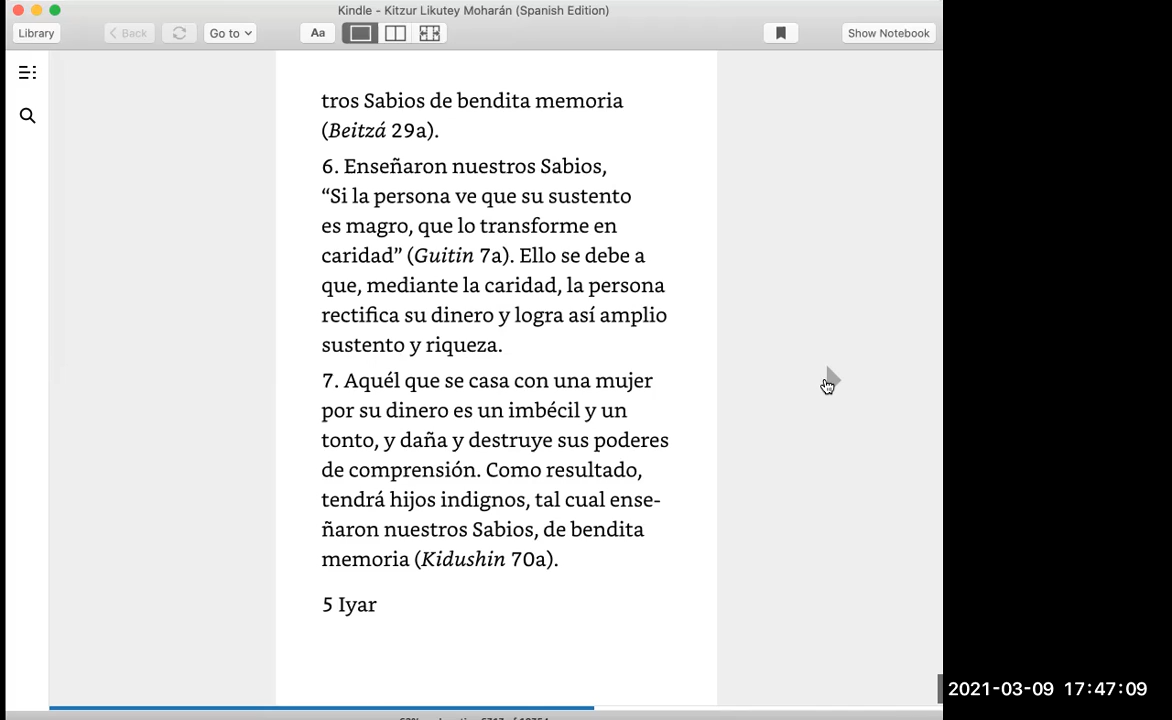 Kindle - Kitzur Likutey Moharán (Spanish Edition)
Library
Back
Go to
Aa
Show Notebook
tros Sabios de bendita memoria
(Beitzá 29a).
6. Enseñaron nuestros Sabios,
“Si la persona ve que su sustento
es magro, que lo transforme en
caridad” (Guitin 7a). Ello se debe a
que, mediante la caridad, la persona
rectifica su dinero y logra así amplio
sustento y riqueza.
7. Aquél que se casa con una mujer
por su dinero es un imbécil y un
tonto, y daña y destruye sus poderes
de comprensión. Como resultado,
tendrá hijos indignos, tal cual ense-
ñaron nuestros Sabios, de bendita
memoria (Kidushin 70a).
5 Iyar
2021-03-09 17:47:09